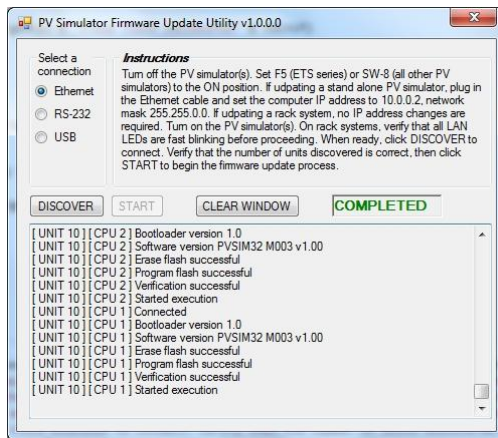 PV Simulator Firmware Update Utility v1.0.0.0
Select a
connection
Ethernet
RS-232
USB
Instructions
Turn off the PV simulator(s). Set F5 (ETS series) or SW-8 (all other PV
simulators) to the ON position. If udpating a stand alone PV simulator, plug in
the Ethernet cable and set the computer IP address to 10.0.0.2, network
mask 255.255.0.0. If udpating a rack system, no IP address changes are
required. Turn on the PV simulator(s). On rack systems, verify that all LAN
LEDs are fast blinking before proceeding. When ready, click DISCOVER to
connect. Verify that the number of units discovered is correct, then click
START to begin the firmware update process.
DISCOVER START CLEAR WINDOW COMPLETED
[ UNIT 10 ] [ CPU 2 ] Bootloader version 1.0
[ UNIT 10 ] [ CPU 2 ] Software version PVSIM32 M003 v1.00
[ UNIT 10 ] [ CPU 2 ] Erase flash successful
[ UNIT 10 ] [ CPU 2 ] Program flash successful
[ UNIT 10 ] [ CPU 2 ] Verification successful
[ UNIT 10 ] [ CPU 2 ] Started execution
[ UNIT 10 ] [ CPU 1 ] Connected
[ UNIT 10 ] [ CPU 1 ] Bootloader version 1.0
[ UNIT 10 ] [ CPU 1 ] Software version PVSIM32 M003 v1.00
[ UNIT 10 ] [ CPU 1 ] Erase flash successful
[ UNIT 10 ] [ CPU 1 ] Program flash successful
[ UNIT 10 ] [ CPU 1 ] Verification successful
[ UNIT 10 ] [ CPU 1 ] Started execution